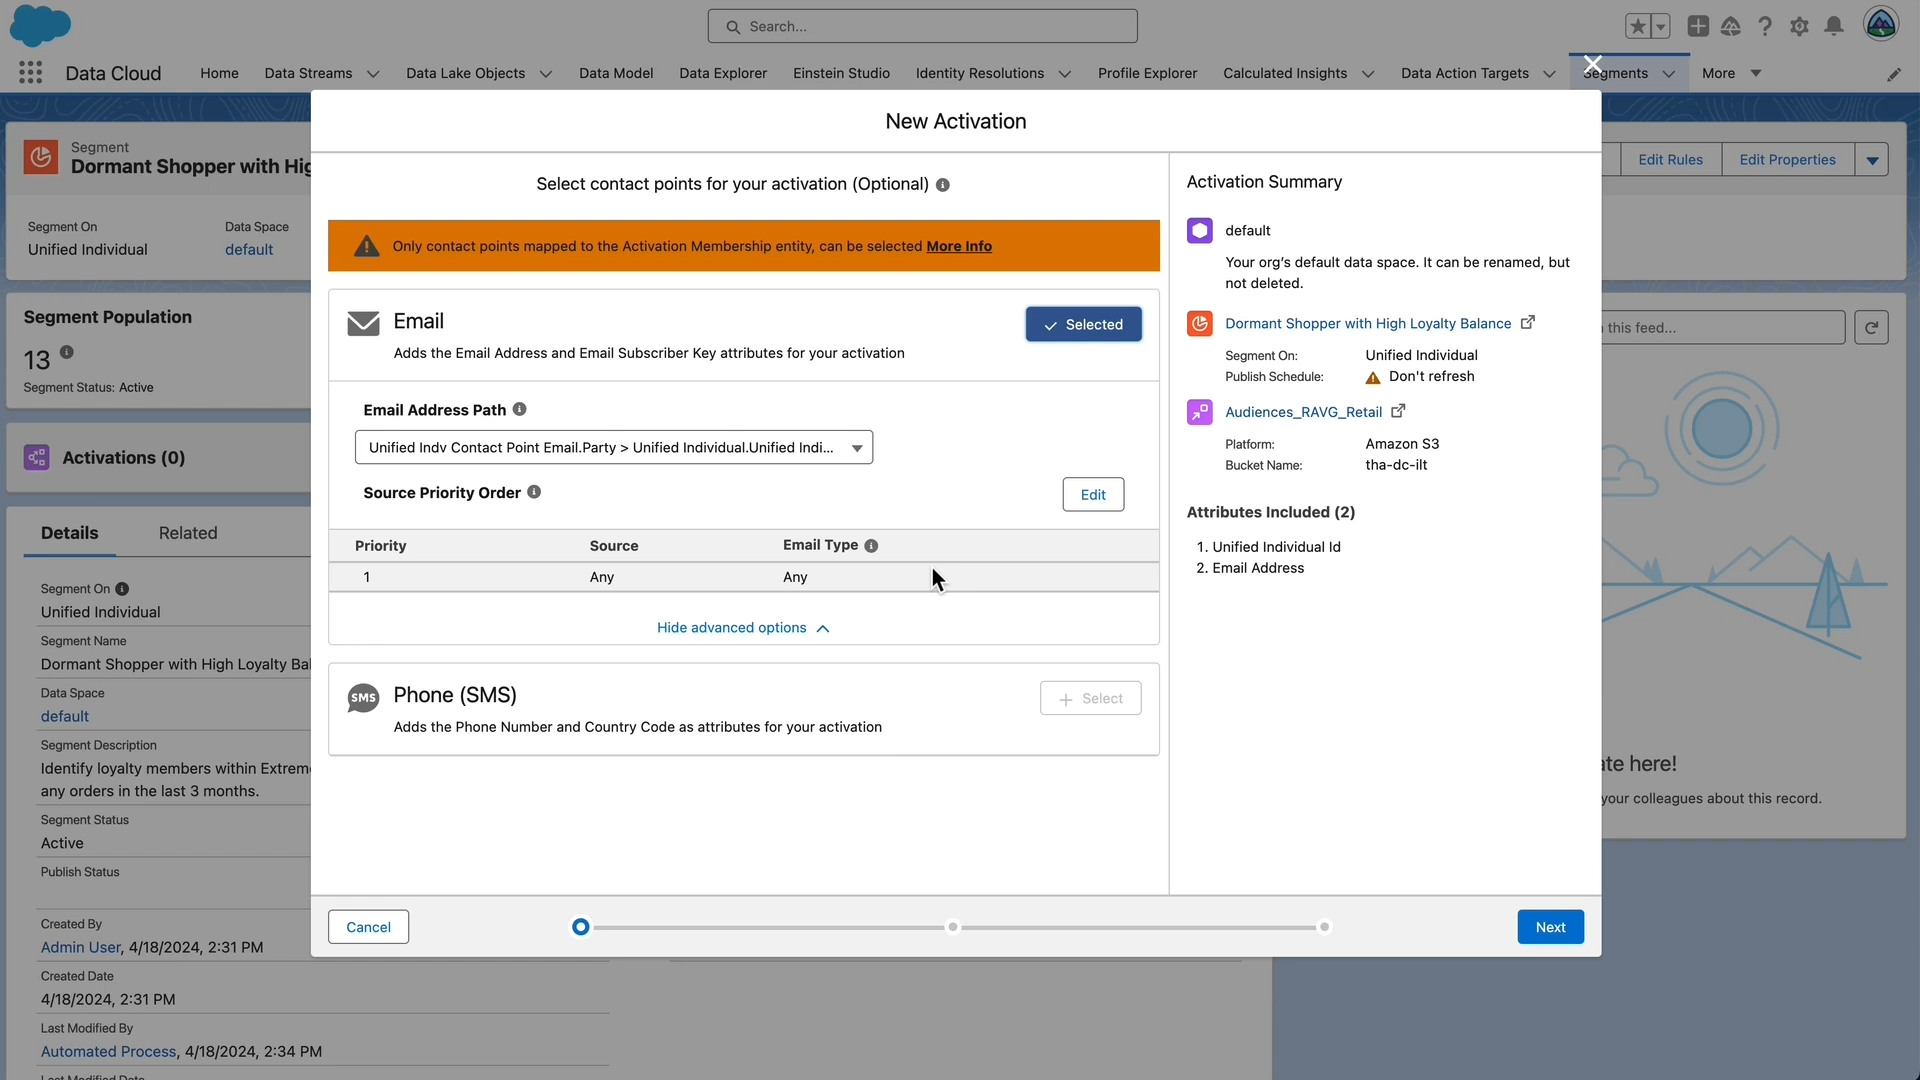 Search...
Data Cloud
Home
Data Streams
Data Lake Objects
Data Model
Data Explorer
Einstein Studio
Identity Resolutions
Profile Explorer
Calculated Insights
Data Action Targets
Segments
More
Segment
Dormant Shopper with Hig
Edit Rules
Edit Properties
Segment On
Unified Individual
Data Space
default
Segment Population
13
Segment Status: Active
Activations (0)
Details
Related
Segment On
Unified Individual
Segment Name
Dormant Shopper with High Loyalty Bal
Data Space
default
Segment Description
Identify loyalty members within Extrem
any orders in the last 3 months.
Segment Status
Active
Publish Status
Created By
Admin User, 4/18/2024, 2:31 PM
Created Date
4/18/2024, 2:31 PM
Last Modified By
Automated Process, 4/18/2024, 2:34 PM
Last Modified Date
New Activation
Select contact points for your activation (Optional)
Only contact points mapped to the Activation Membership entity, can be selected More Info
Email
Selected
Adds the Email Address and Email Subscriber Key attributes for your activation
Email Address Path
Unified Indv Contact Point Email.Party > Unified Individual.Unified Indi...
Source Priority Order
Edit
Priority
Source
Email Type
1
Any
Any
Hide advanced options
SMS
Phone (SMS)
Select
Adds the Phone Number and Country Code as attributes for your activation
Activation Summary
default
Your org's default data space. It can be renamed, but
not deleted.
Dormant Shopper with High Loyalty Balance
Segment On:
Unified Individual
Publish Schedule:
Don't refresh
Audiences_RAVG_Retail
Platform:
Amazon S3
Bucket Name:
tha-dc-ilt
Attributes Included (2)
1. Unified Individual Id
2. Email Address
Cancel
Next
this feed...
ate here!
your colleagues about this record.